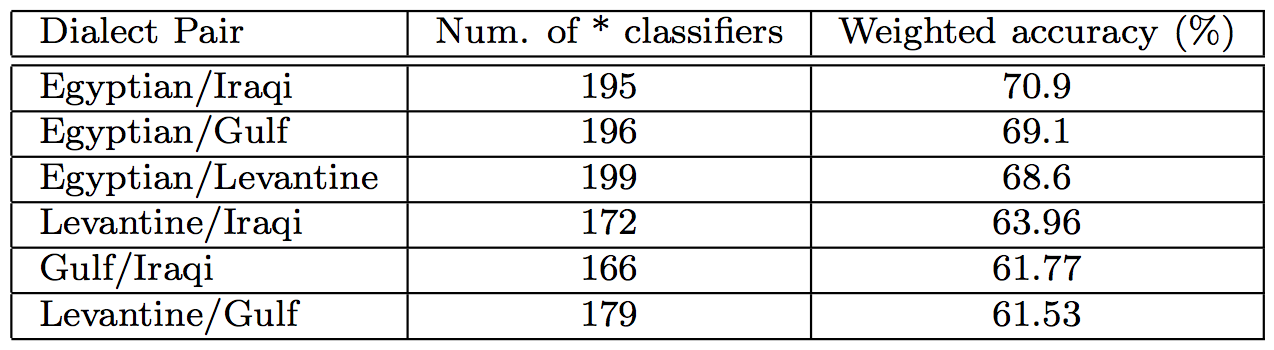 Dialect Pair Num. of * classifiers Weighted accuracy (%)
Egyptian/Iraqi 195 70.9
Egyptian/Gulf 196 69.1
Egyptian/Levantine 199 68.6
Levantine/Iraqi 172 63.96
Gulf/Iraqi 166 61.77
Levantine/Gulf 179 61.53